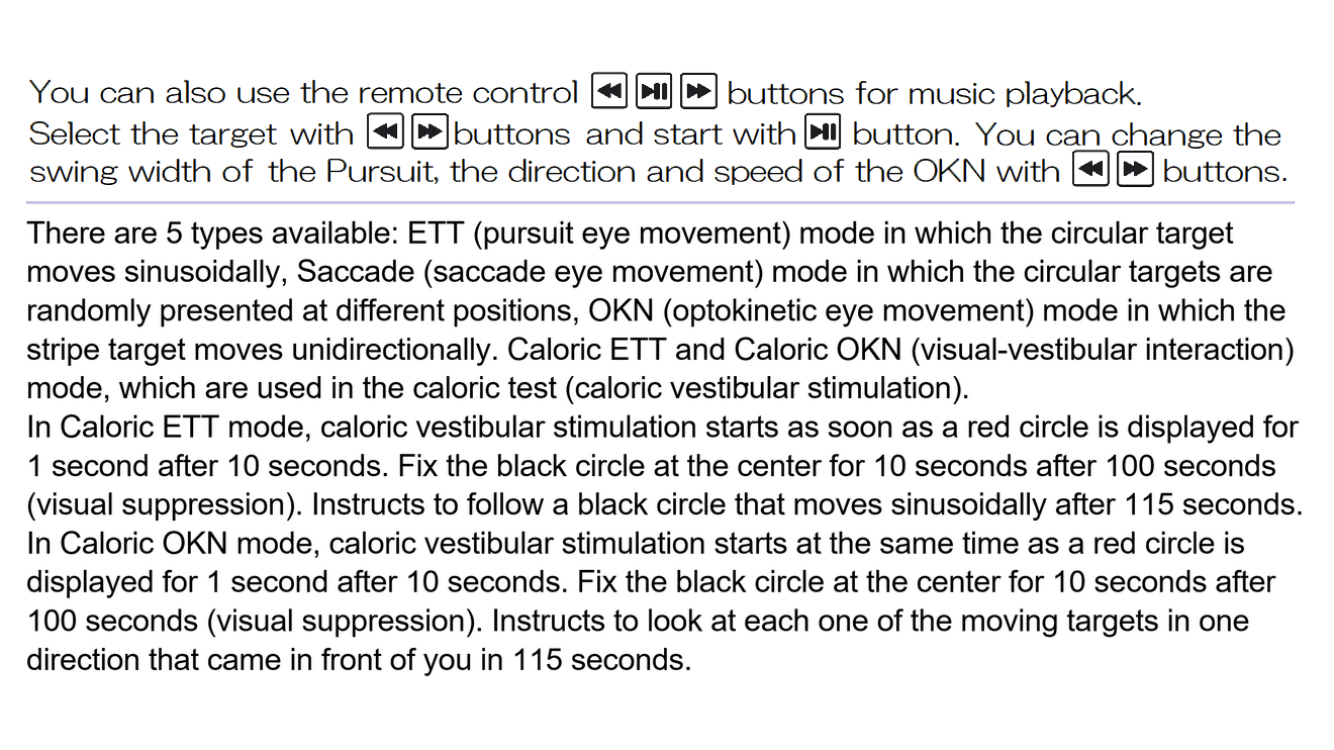 You can also use the remote control ⏪ ⏯ ⏩ buttons for music playback.
Select the target with ⏪ ⏩ buttons and start with ⏯ button. You can change the
swing width of the Pursuit, the direction and speed of the OKN with ⏪ ⏩ buttons.
There are 5 types available: ETT (pursuit eye movement) mode in which the circular target
moves sinusoidally, Saccade (saccade eye movement) mode in which the circular targets are
randomly presented at different positions, OKN (optokinetic eye movement) mode in which the
stripe target moves unidirectionally. Caloric ETT and Caloric OKN (visual-vestibular interaction)
mode, which are used in the caloric test (caloric vestibular stimulation).
In Caloric ETT mode, caloric vestibular stimulation starts as soon as a red circle is displayed for
1 second after 10 seconds. Fix the black circle at the center for 10 seconds after 100 seconds
(visual suppression). Instructs to follow a black circle that moves sinusoidally after 115 seconds.
In Caloric OKN mode, caloric vestibular stimulation starts at the same time as a red circle is
displayed for 1 second after 10 seconds. Fix the black circle at the center for 10 seconds after
100 seconds (visual suppression). Instructs to look at each one of the moving targets in one
direction that came in front of you in 115 seconds.